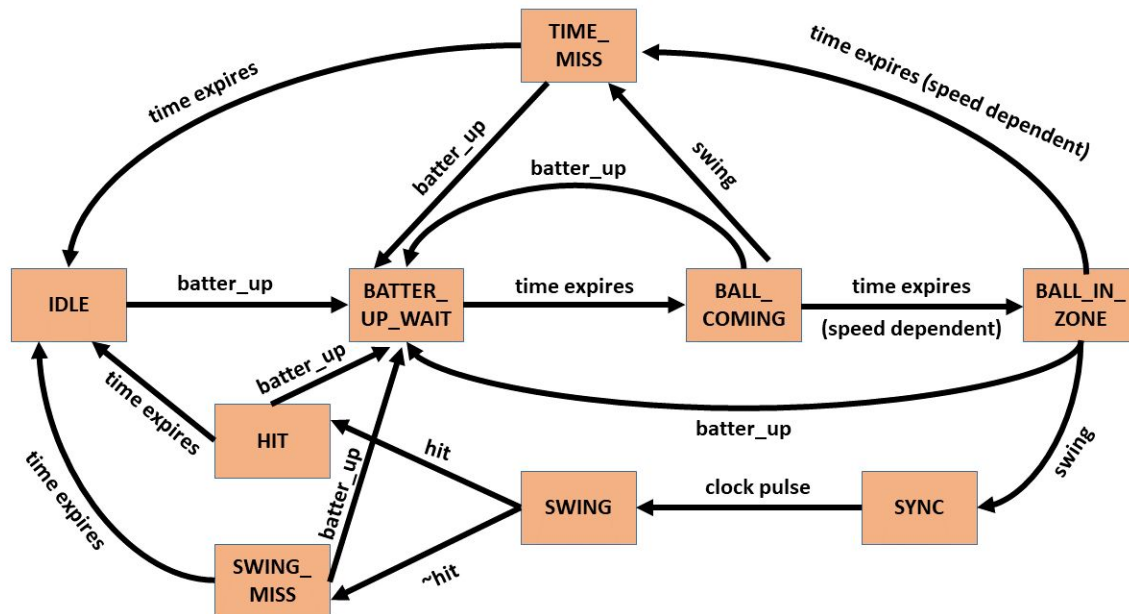 TIME_
MISS
time expires
time expires (speed dependent)
batter_up
swing
batter_up
IDLE
batter_up
BATTER_
UP_WAIT
time expires
BALL_
COMING
time expires
(speed dependent)
BALL_IN_
ZONE
batter_up
time expires
HIT
hit
batter_up
swing
time expires
batter_up
SWING
clock pulse
SYNC
SWING_
MISS
~hit